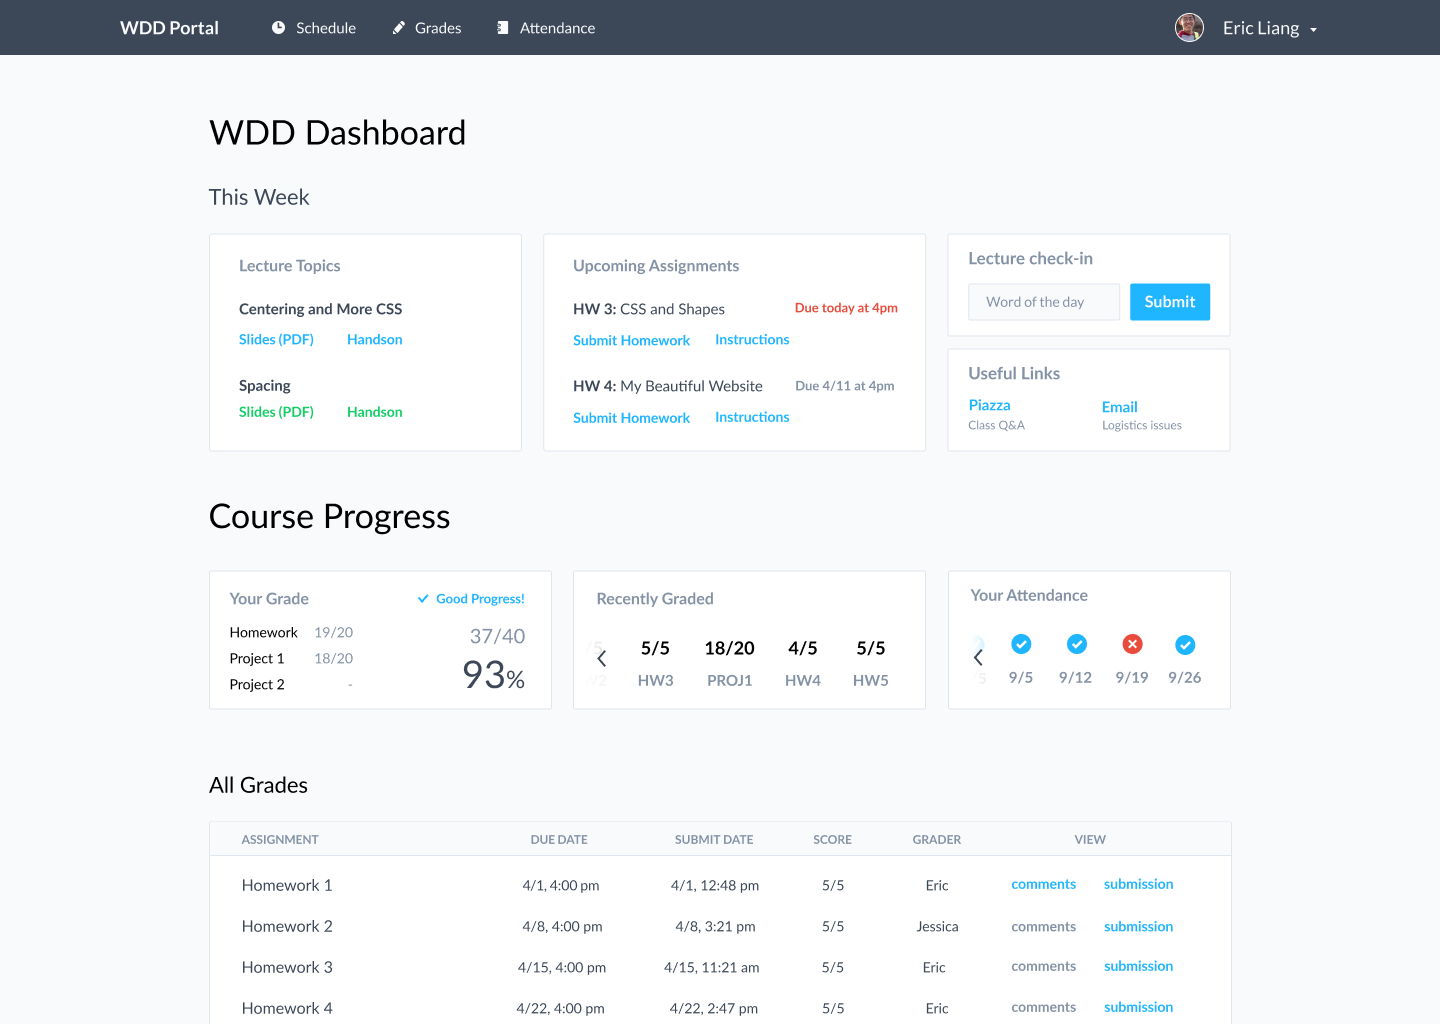 WDD Portal Schedule Grades Attendance Eric Liang
WDD Dashboard
This Week
Lecture Topics
Centering and More CSS
Slides (PDF) Handson
Spacing
Slides (PDF) Handson
Upcoming Assignments
HW 3: CSS and Shapes Due today at 4pm
Submit Homework Instructions
HW 4: My Beautiful Website Due 4/11 at 4pm
Submit Homework Instructions
Lecture check-in
Word of the day Submit
Useful Links
Piazza Email
Class Q&A Logistics issues
Course Progress
Your Grade Good Progress!
Homework 19/20 37/40
Project 1 18/20
Project 2 - 93%
Recently Graded
5/5 18/20 4/5 5/5
HW3 PROJ1 HW4 HW5
Your Attendance
9/5 9/12 9/19 9/26
All Grades
ASSIGNMENT DUE DATE SUBMIT DATE SCORE GRADER VIEW
Homework 1 4/1, 4:00 pm 4/1, 12:48 pm 5/5 Eric comments submission
Homework 2 4/8, 4:00 pm 4/8, 3:21 pm 5/5 Jessica comments submission
Homework 3 4/15, 4:00 pm 4/15, 11:21 am 5/5 Eric comments submission
Homework 4 4/22, 4:00 pm 4/22, 2:47 pm 5/5 Eric comments submission